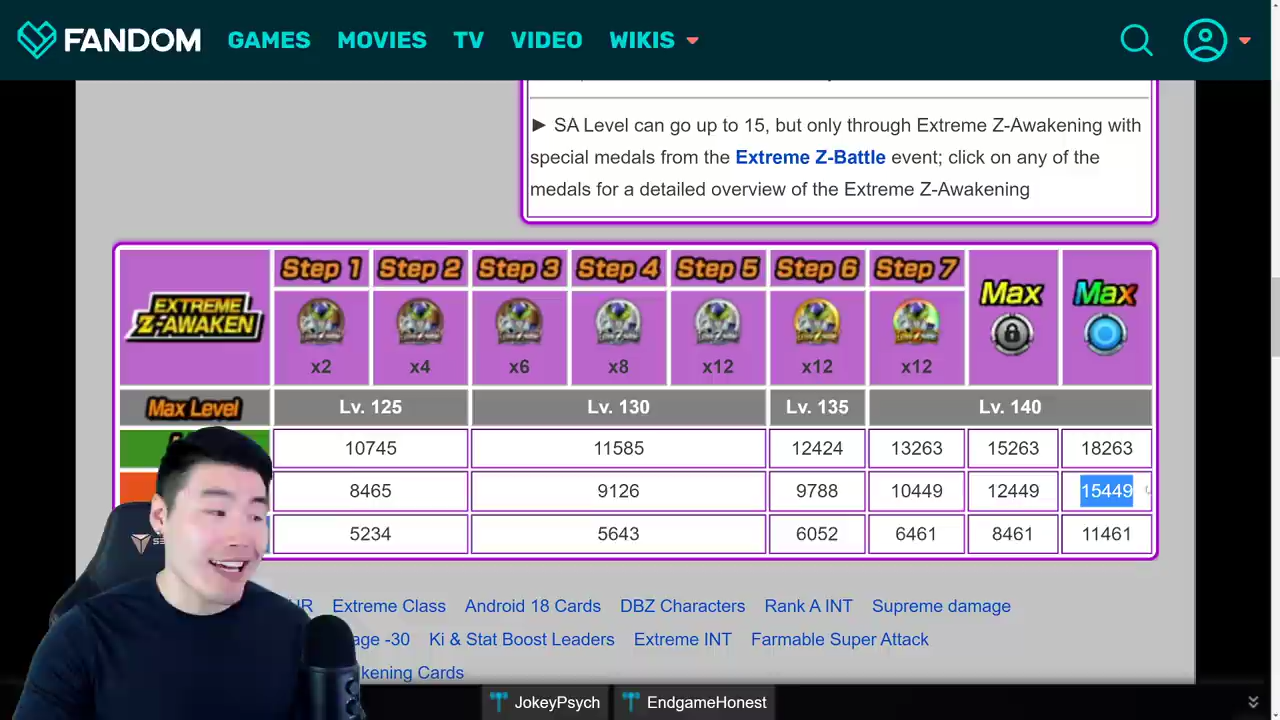 FANDOM GAMES MOVIES TV VIDEO WIKIS
► SA Level can go up to 15, but only through Extreme Z-Awakening with
special medals from the Extreme Z-Battle event; click on any of the
medals for a detailed overview of the Extreme Z-Awakening
EXTREME Z-AWAKEN Step 1 Step 2 Step 3 Step 4 Step 5 Step 6 Step 7 Max Max
x2 x4 x6 x8 x12 x12 x12
Max Level Lv. 125 Lv. 130 Lv. 135 Lv. 140
10745 11585 12424 13263 15263 18263
8465 9126 9788 10449 12449 15449
5234 5643 6052 6461 8461 11461
UR Extreme Class Android 18 Cards DBZ Characters Rank A INT Supreme damage
age -30 Ki & Stat Boost Leaders Extreme INT Farmable Super Attack
kening Cards
JokeyPsych EndgameHonest